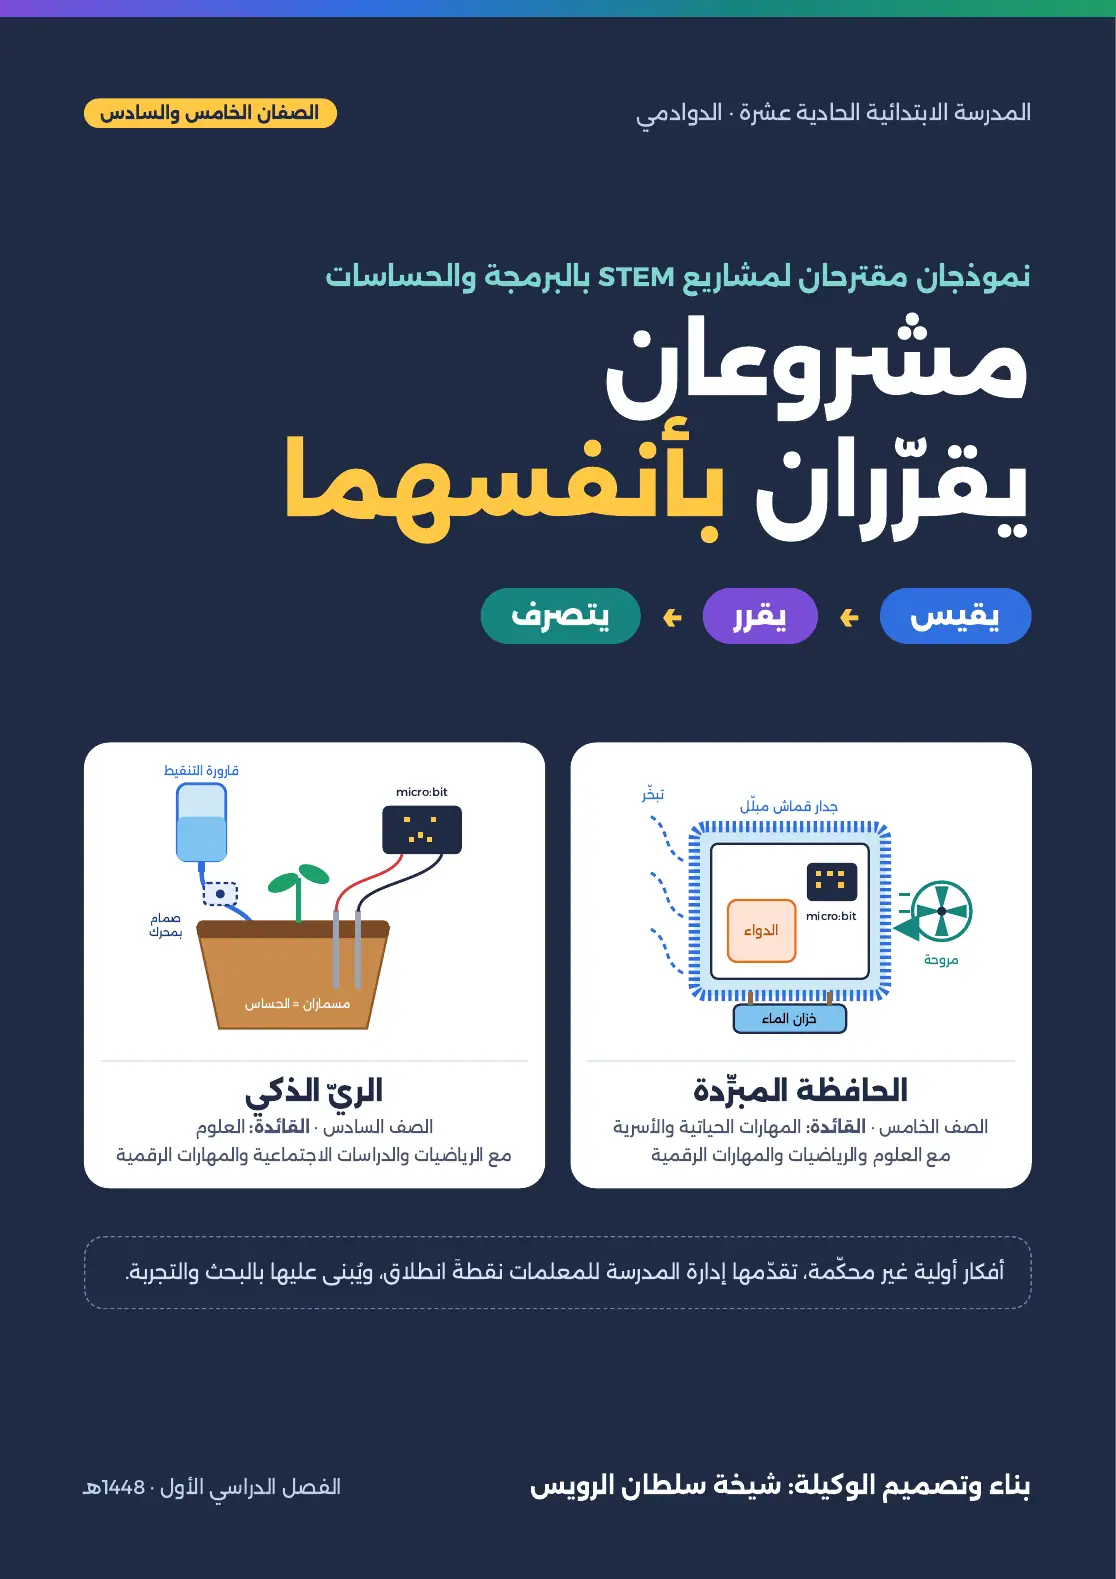 المدرسة الابتدائية الحادية عشرة · الدوادمي
الصفان الخامس والسادس
نموذجان مقترحان لمشاريع STEM بالبرمجة والحساسات
مشروعان
يقرّران بأنفسهما
يقيس ← يقرر ← يتصرف
تبخّر
جدار قماش مبلّل
micro:bit
الدواء
مروحة
خزان الماء
الحافظة المبرِّدة
الصف الخامس · القائدة: المهارات الحياتية والأسرية
مع العلوم والرياضيات والمهارات الرقمية
قارورة التنقيط
micro:bit
صمام
بمحرك
مسماران = الحساس
الريّ الذكي
الصف السادس · القائدة: العلوم
مع الرياضيات والدراسات الاجتماعية والمهارات الرقمية
أفكار أولية غير محكّمة، تقدّمها إدارة المدرسة للمعلمات نقطةَ انطلاق، ويُبنى عليها بالبحث والتجربة.
بناء وتصميم الوكيلة: شيخة سلطان الرويس
الفصل الدراسي الأول · 1448هـ